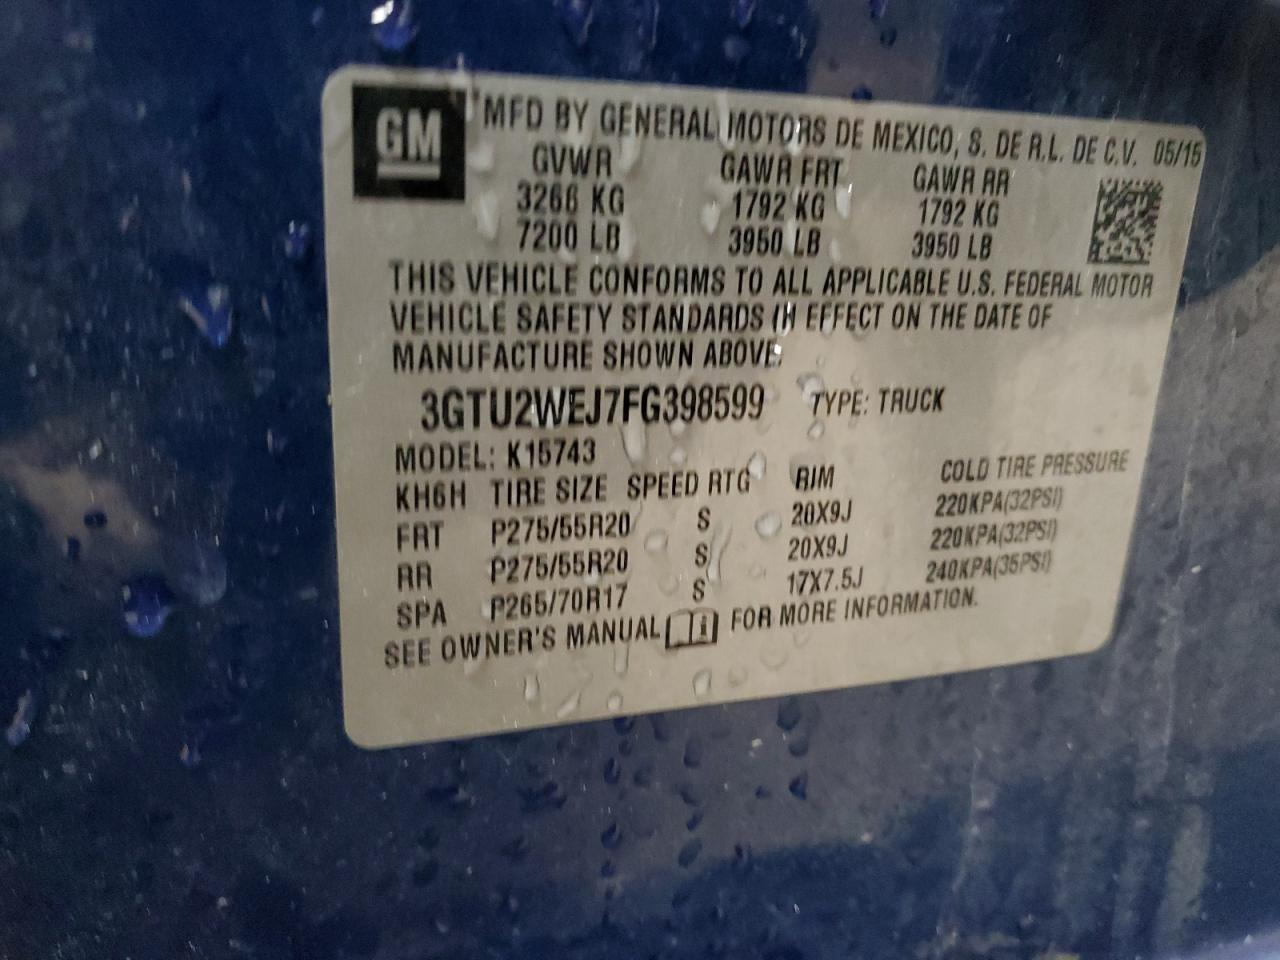 GM MFD BY GENERAL MOTORS DE MEXICO, S. DE R.L. DE C.V. 05/15
GVWR GAWR FRT GAWR RR
3266 KG 1792 KG 1792 KG
7200 LB 3950 LB 3950 LB
THIS VEHICLE CONFORMS TO ALL APPLICABLE U.S. FEDERAL MOTOR
VEHICLE SAFETY STANDARDS IN EFFECT ON THE DATE OF
MANUFACTURE SHOWN ABOVE.
3GTU2WEJ7FG398599 TYPE: TRUCK
MODEL: K15743
KH6H TIRE SIZE SPEED RTG RIM COLD TIRE PRESSURE
FRT P275/55R20 S 20X9J 220KPA(32PSI)
RR P275/55R20 S 20X9J 220KPA(32PSI)
SPA P265/70R17 S 17X7.5J 240KPA(35PSI)
SEE OWNER'S MANUAL i FOR MORE INFORMATION.